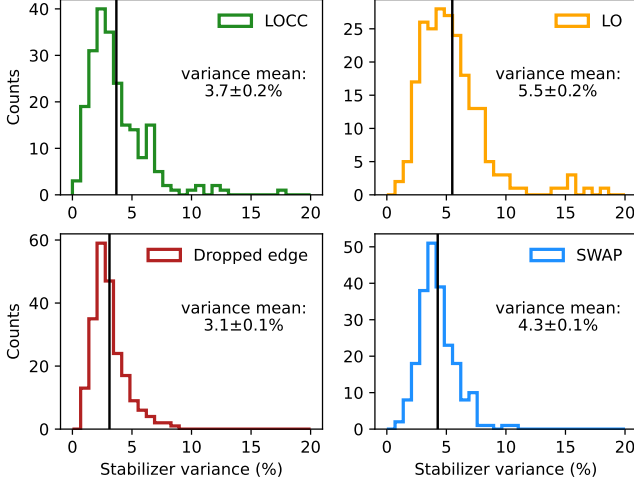 40
30
20
10
0
Counts
LOCC
variance mean:
3.7±0.2%
0 5 10 15 20
25
20
15
10
5
0
LO
variance mean:
5.5±0.2%
0 5 10 15 20
60
40
20
0
Counts
Dropped edge
variance mean:
3.1±0.1%
0 5 10 15 20
Stabilizer variance (%)
50
40
30
20
10
0
SWAP
variance mean:
4.3±0.1%
0 5 10 15 20
Stabilizer variance (%)